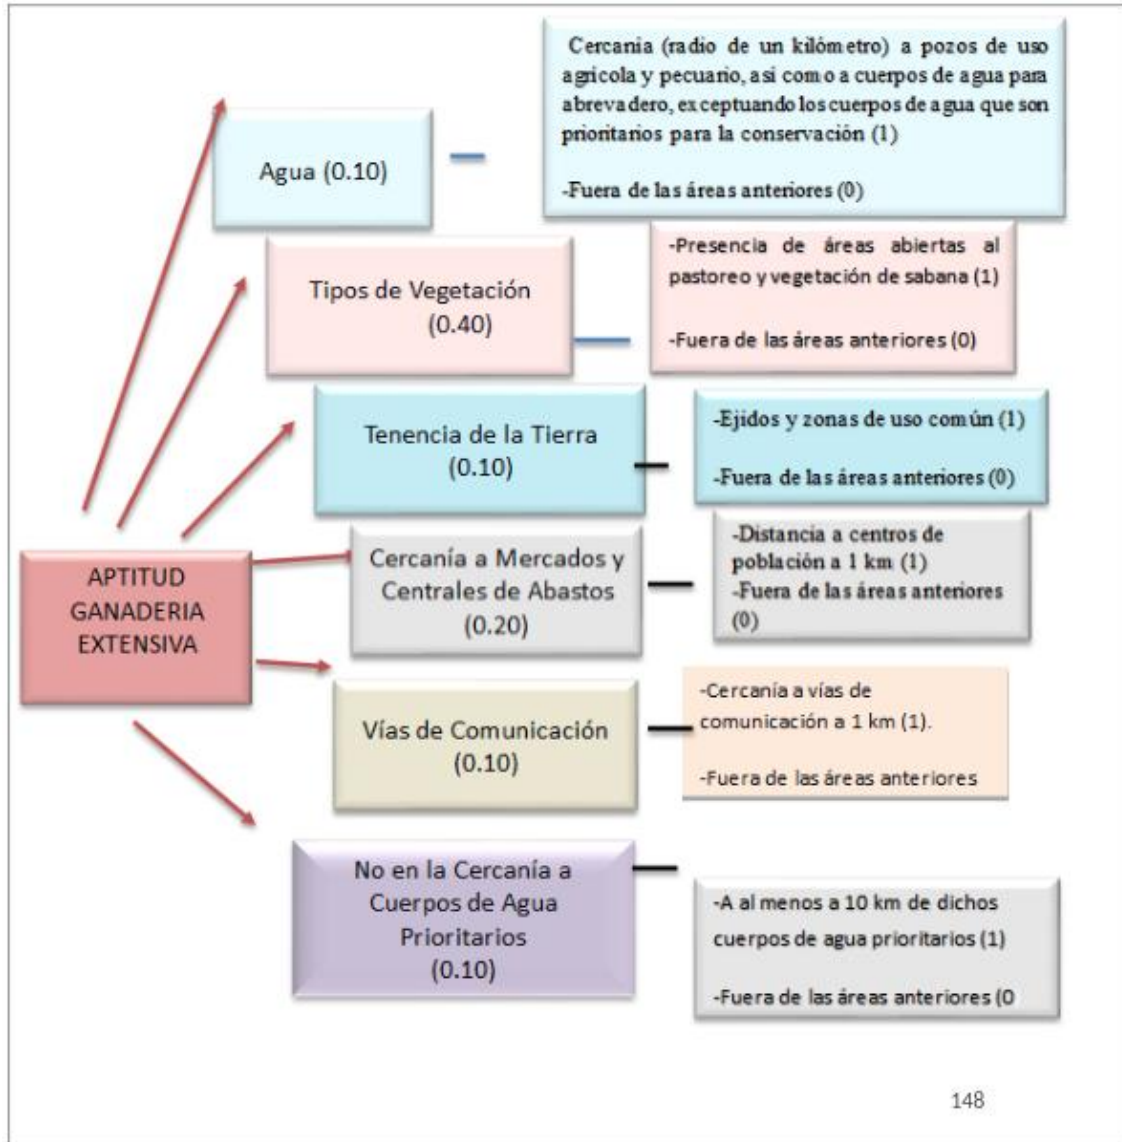 Cercanía (radio de un kilómetro) a pozos de uso
agrícola y pecuario, así como a cuerpos de agua para
abrevadero, exceptuando los cuerpos de agua que son
prioritarios para la conservación (1)
-Fuera de las áreas anteriores (0)
Agua (0.10)
-Presencia de áreas abiertas al
pastoreo y vegetación de sabana (1)
-Fuera de las áreas anteriores (0)
Tipos de Vegetación
(0.40)
Tenencia de la Tierra
(0.10)
-Ejidos y zonas de uso común (1)
-Fuera de las áreas anteriores (0)
Cercanía a Mercados y
Centrales de Abastos
(0.20)
-Distancia a centros de
población a 1 km (1)
-Fuera de las áreas anteriores
(0)
APTITUD
GANADERIA
EXTENSIVA
Vías de Comunicación
(0.10)
-Cercanía a vías de
comunicación a 1 km (1).
-Fuera de las áreas anteriores
No en la Cercanía a
Cuerpos de Agua
Prioritarios
(0.10)
-A al menos a 10 km de dichos
cuerpos de agua prioritarios (1)
-Fuera de las áreas anteriores (0
148